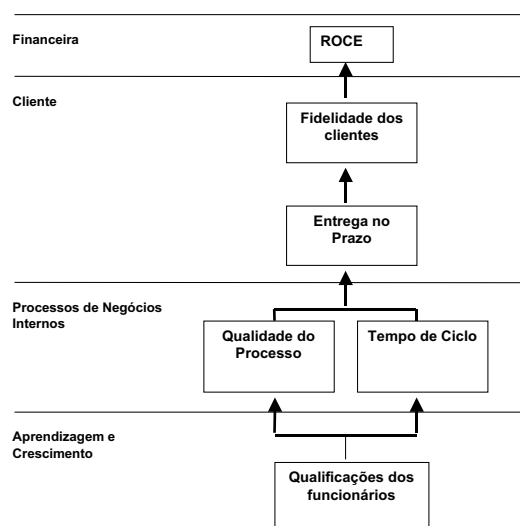 Financeira
ROCE
Cliente
Fidelidade dos
clientes
Entrega no
Prazo
Processos de Negócios
Internos
Qualidade do
Processo
Tempo de Ciclo
Aprendizagem e
Crescimento
Qualificações dos
funcionários